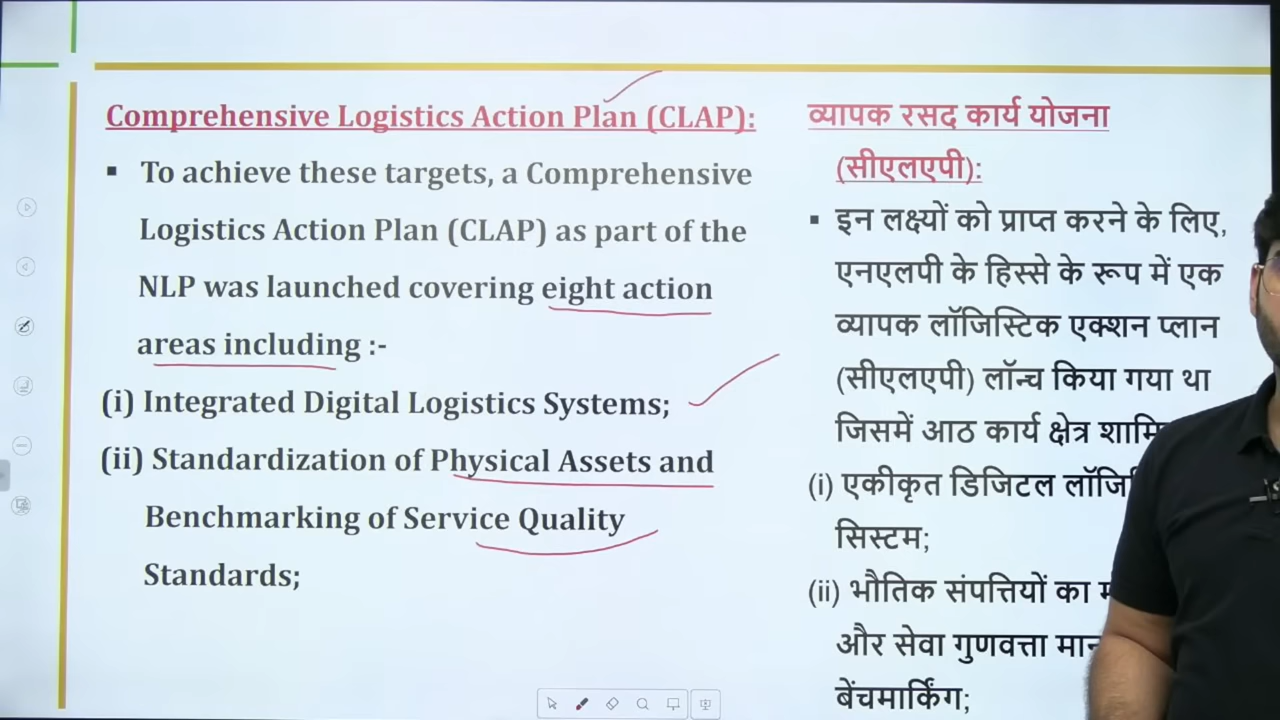 Comprehensive Logistics Action Plan (CLAP):
▪ To achieve these targets, a Comprehensive
Logistics Action Plan (CLAP) as part of the
NLP was launched covering eight action
areas including :-
(i) Integrated Digital Logistics Systems;
(ii) Standardization of Physical Assets and
Benchmarking of Service Quality
Standards;
व्यापक रसद कार्य योजना
(सीएलएपी):
▪ इन लक्ष्यों को प्राप्त करने के लिए,
एनएलपी के हिस्से के रूप में एक
व्यापक लॉजिस्टिक एक्शन प्लान
(सीएलएपी) लॉन्च किया गया था
जिसमें आठ कार्य क्षेत्र
(i) एकीकृत डिजिटल
सिस्टम;
(ii) भौतिक संपत्तियों का
और सेवा गुणवत्ता
बेंचमार्किंग;